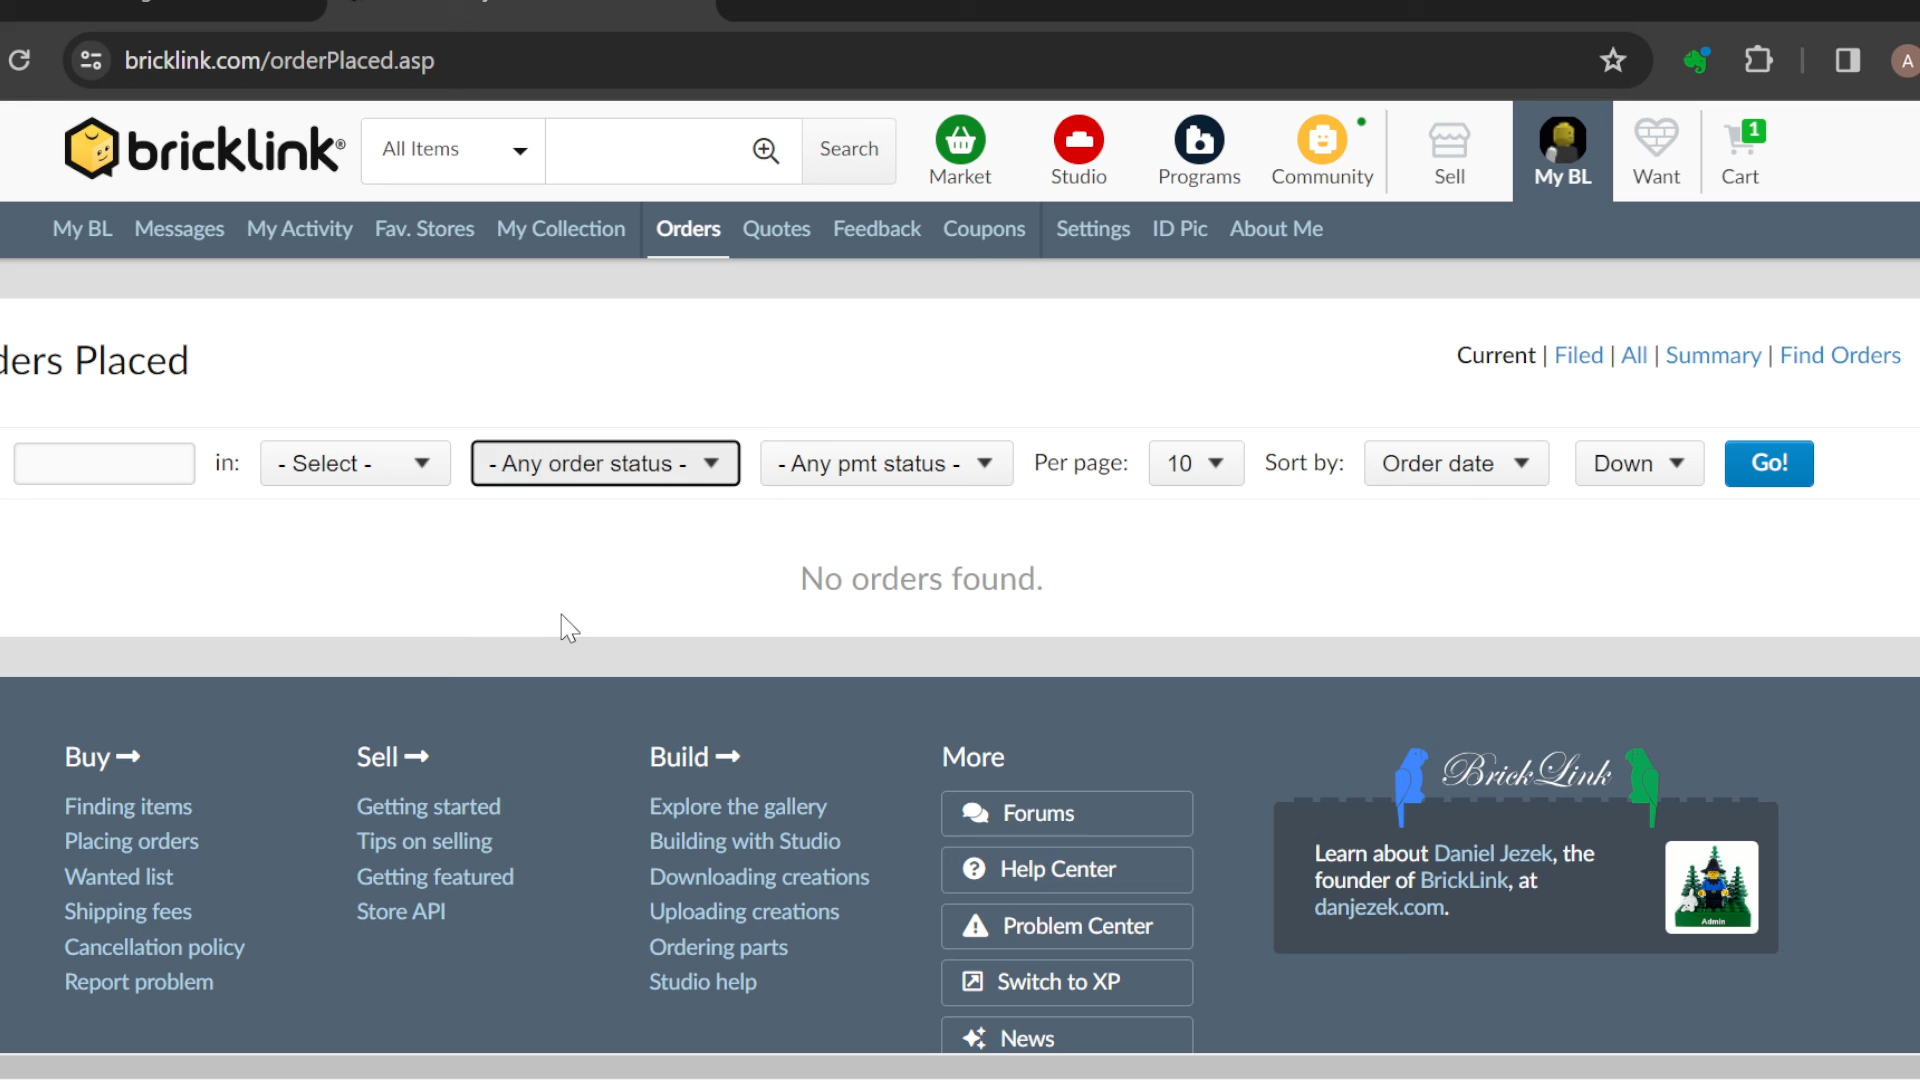 bricklink.com/orderPlaced.asp
A
bricklink®
All Items
Search
Market
Studio
Programs
Community
Sell
My BL
Want
1
Cart
My BL Messages My Activity Fav. Stores My Collection Orders Quotes Feedback Coupons Settings ID Pic About Me
ders Placed
Current | Filed | All | Summary | Find Orders
in: - Select - - Any order status - - Any pmt status - Per page: 10 Sort by: Order date Down Go!
No orders found.
Buy
Finding items
Placing orders
Wanted list
Shipping fees
Cancellation policy
Report problem
Sell
Getting started
Tips on selling
Getting featured
Store API
Build
Explore the gallery
Building with Studio
Downloading creations
Uploading creations
Ordering parts
Studio help
More
Forums
Help Center
Problem Center
Switch to XP
News
BrickLink
Learn about Daniel Jezek, the
founder of BrickLink, at
danjezek.com.
Admin